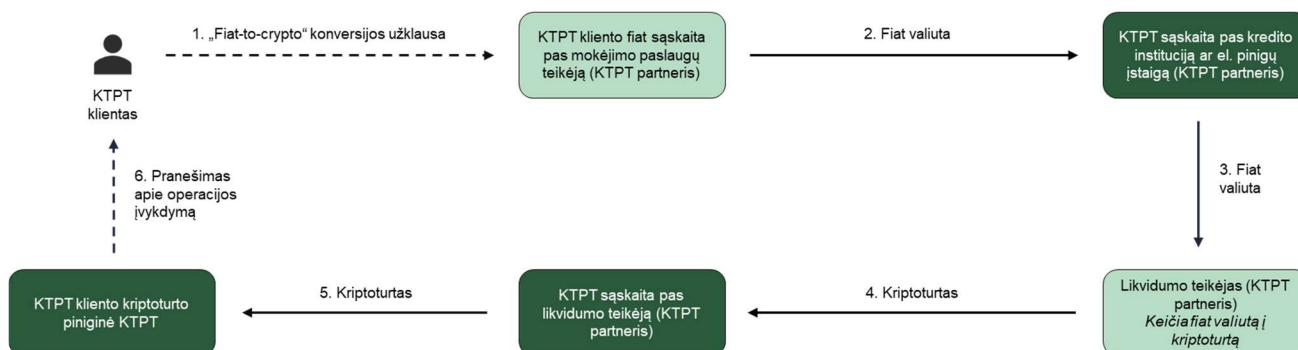 1. „Fiat-to-crypto“ konversijos užklausa
KTPT
klientas
KTPT kliento fiat sąskaita
pas mokėjimo paslaugų
teikėją (KTPT partneris)
2. Fiat valiuta
KTPT sąskaita pas kredito
instituciją ar el. pinigų
įstaigą (KTPT partneris)
3. Fiat
valiuta
Likvidumo teikėjas (KTPT
partneris)
Keičia fiat valiutą į
kriptoturtą
4. Kriptoturtas
KTPT sąskaita pas
likvidumo teikėją (KTPT
partneris)
5. Kriptoturtas
KTPT kliento kriptoturto
piniginė KTPT
6. Pranešimas
apie operacijos
įvykdymą